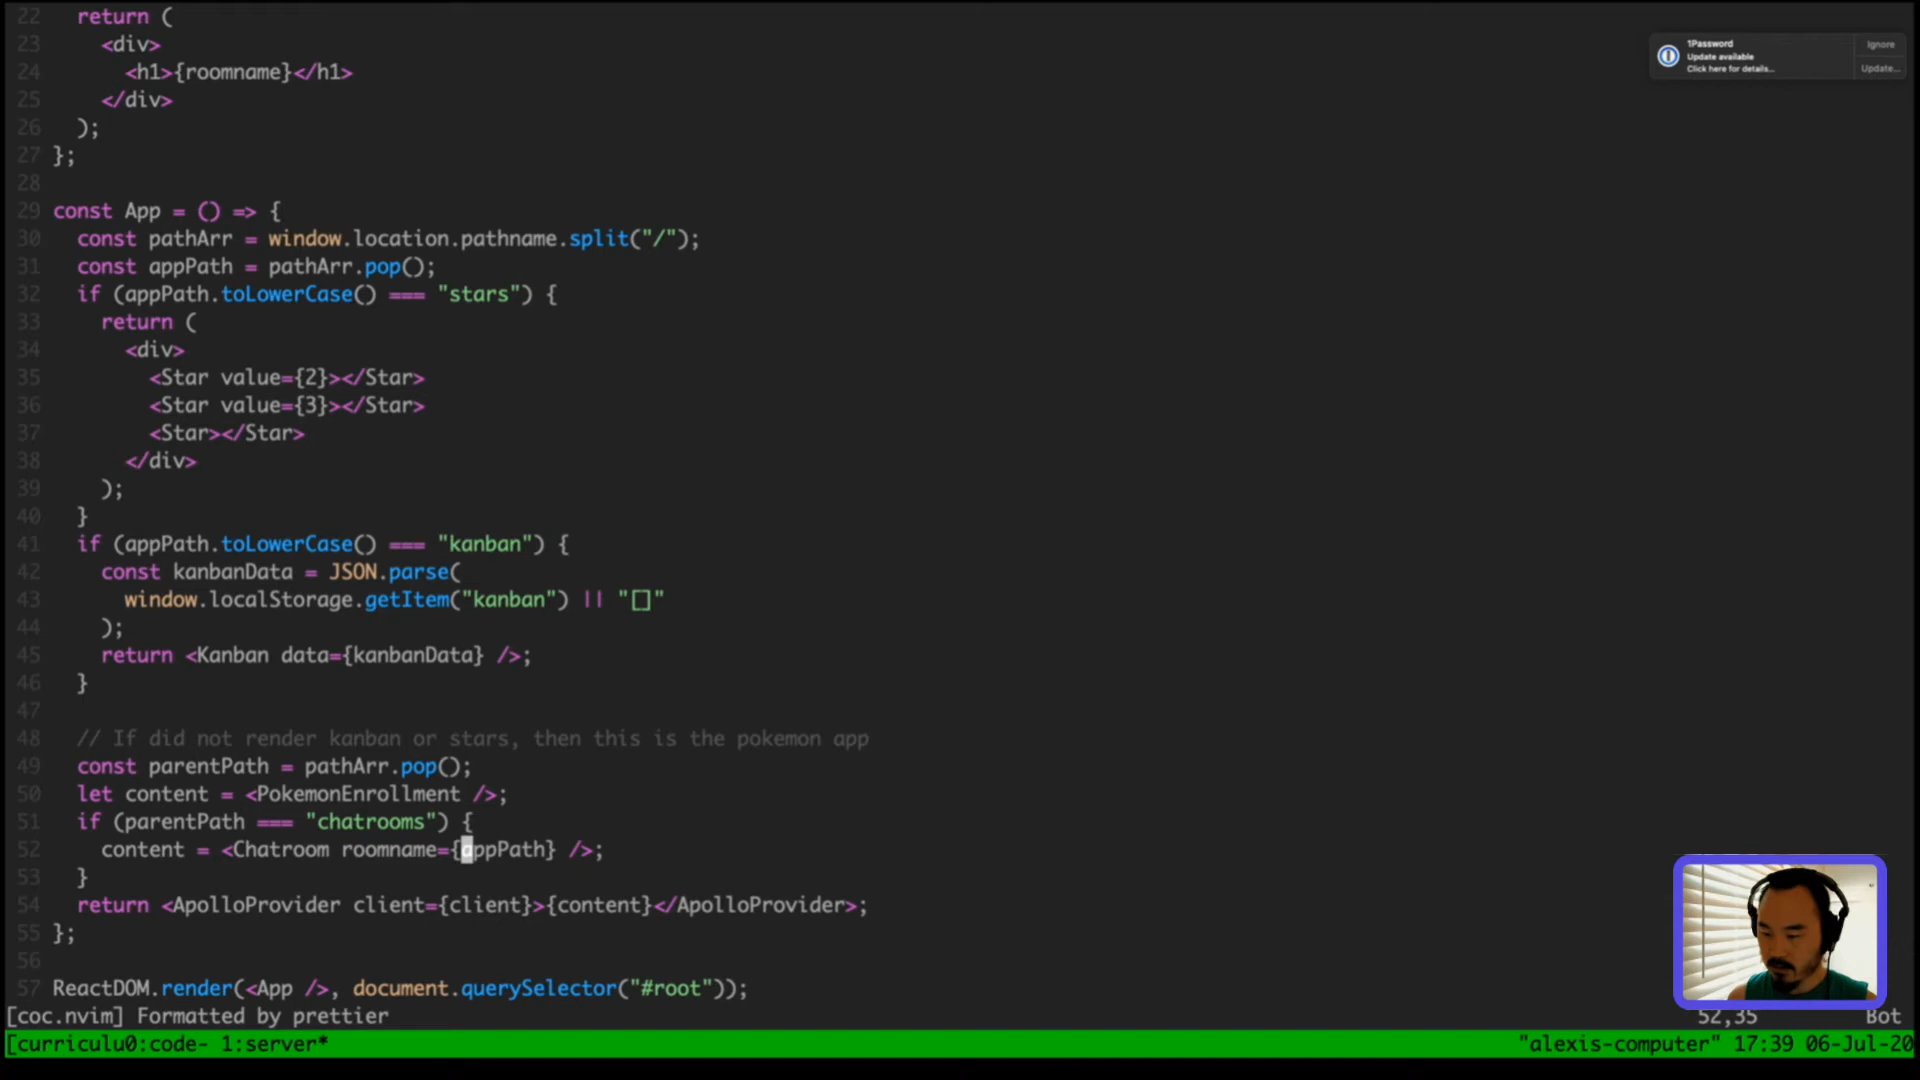 22 return (
23 <div>
24 <h1>{roomname}</h1>
25 </div>
26 );
27 };
28
29 const App = () => {
30 const pathArr = window.location.pathname.split("/");
31 const appPath = pathArr.pop();
32 if (appPath.toLowerCase() === "stars") {
33 return (
34 <div>
35 <Star value={2}></Star>
36 <Star value={3}></Star>
37 <Star></Star>
38 </div>
39 );
40 }
41 if (appPath.toLowerCase() === "kanban") {
42 const kanbanData = JSON.parse(
43 window.localStorage.getItem("kanban") || "[]"
44 );
45 return <Kanban data={kanbanData} />;
46 }
47
48 // If did not render kanban or stars, then this is the pokemon app
49 const parentPath = pathArr.pop();
50 let content = <PokemonEnrollment />;
51 if (parentPath === "chatrooms") {
52 content = <Chatroom roomname={appPath} />;
53 }
54 return <ApolloProvider client={client}>{content}</ApolloProvider>;
55 };
56
57 ReactDOM.render(<App />, document.querySelector("#root"));
[coc.nvim] Formatted by prettier 52,35 Bot
[curriculu0:code- 1:server* "alexis-computer" 17:39 06-Jul-20
1Password
Update available
Click here for details...
Ignore
Update...